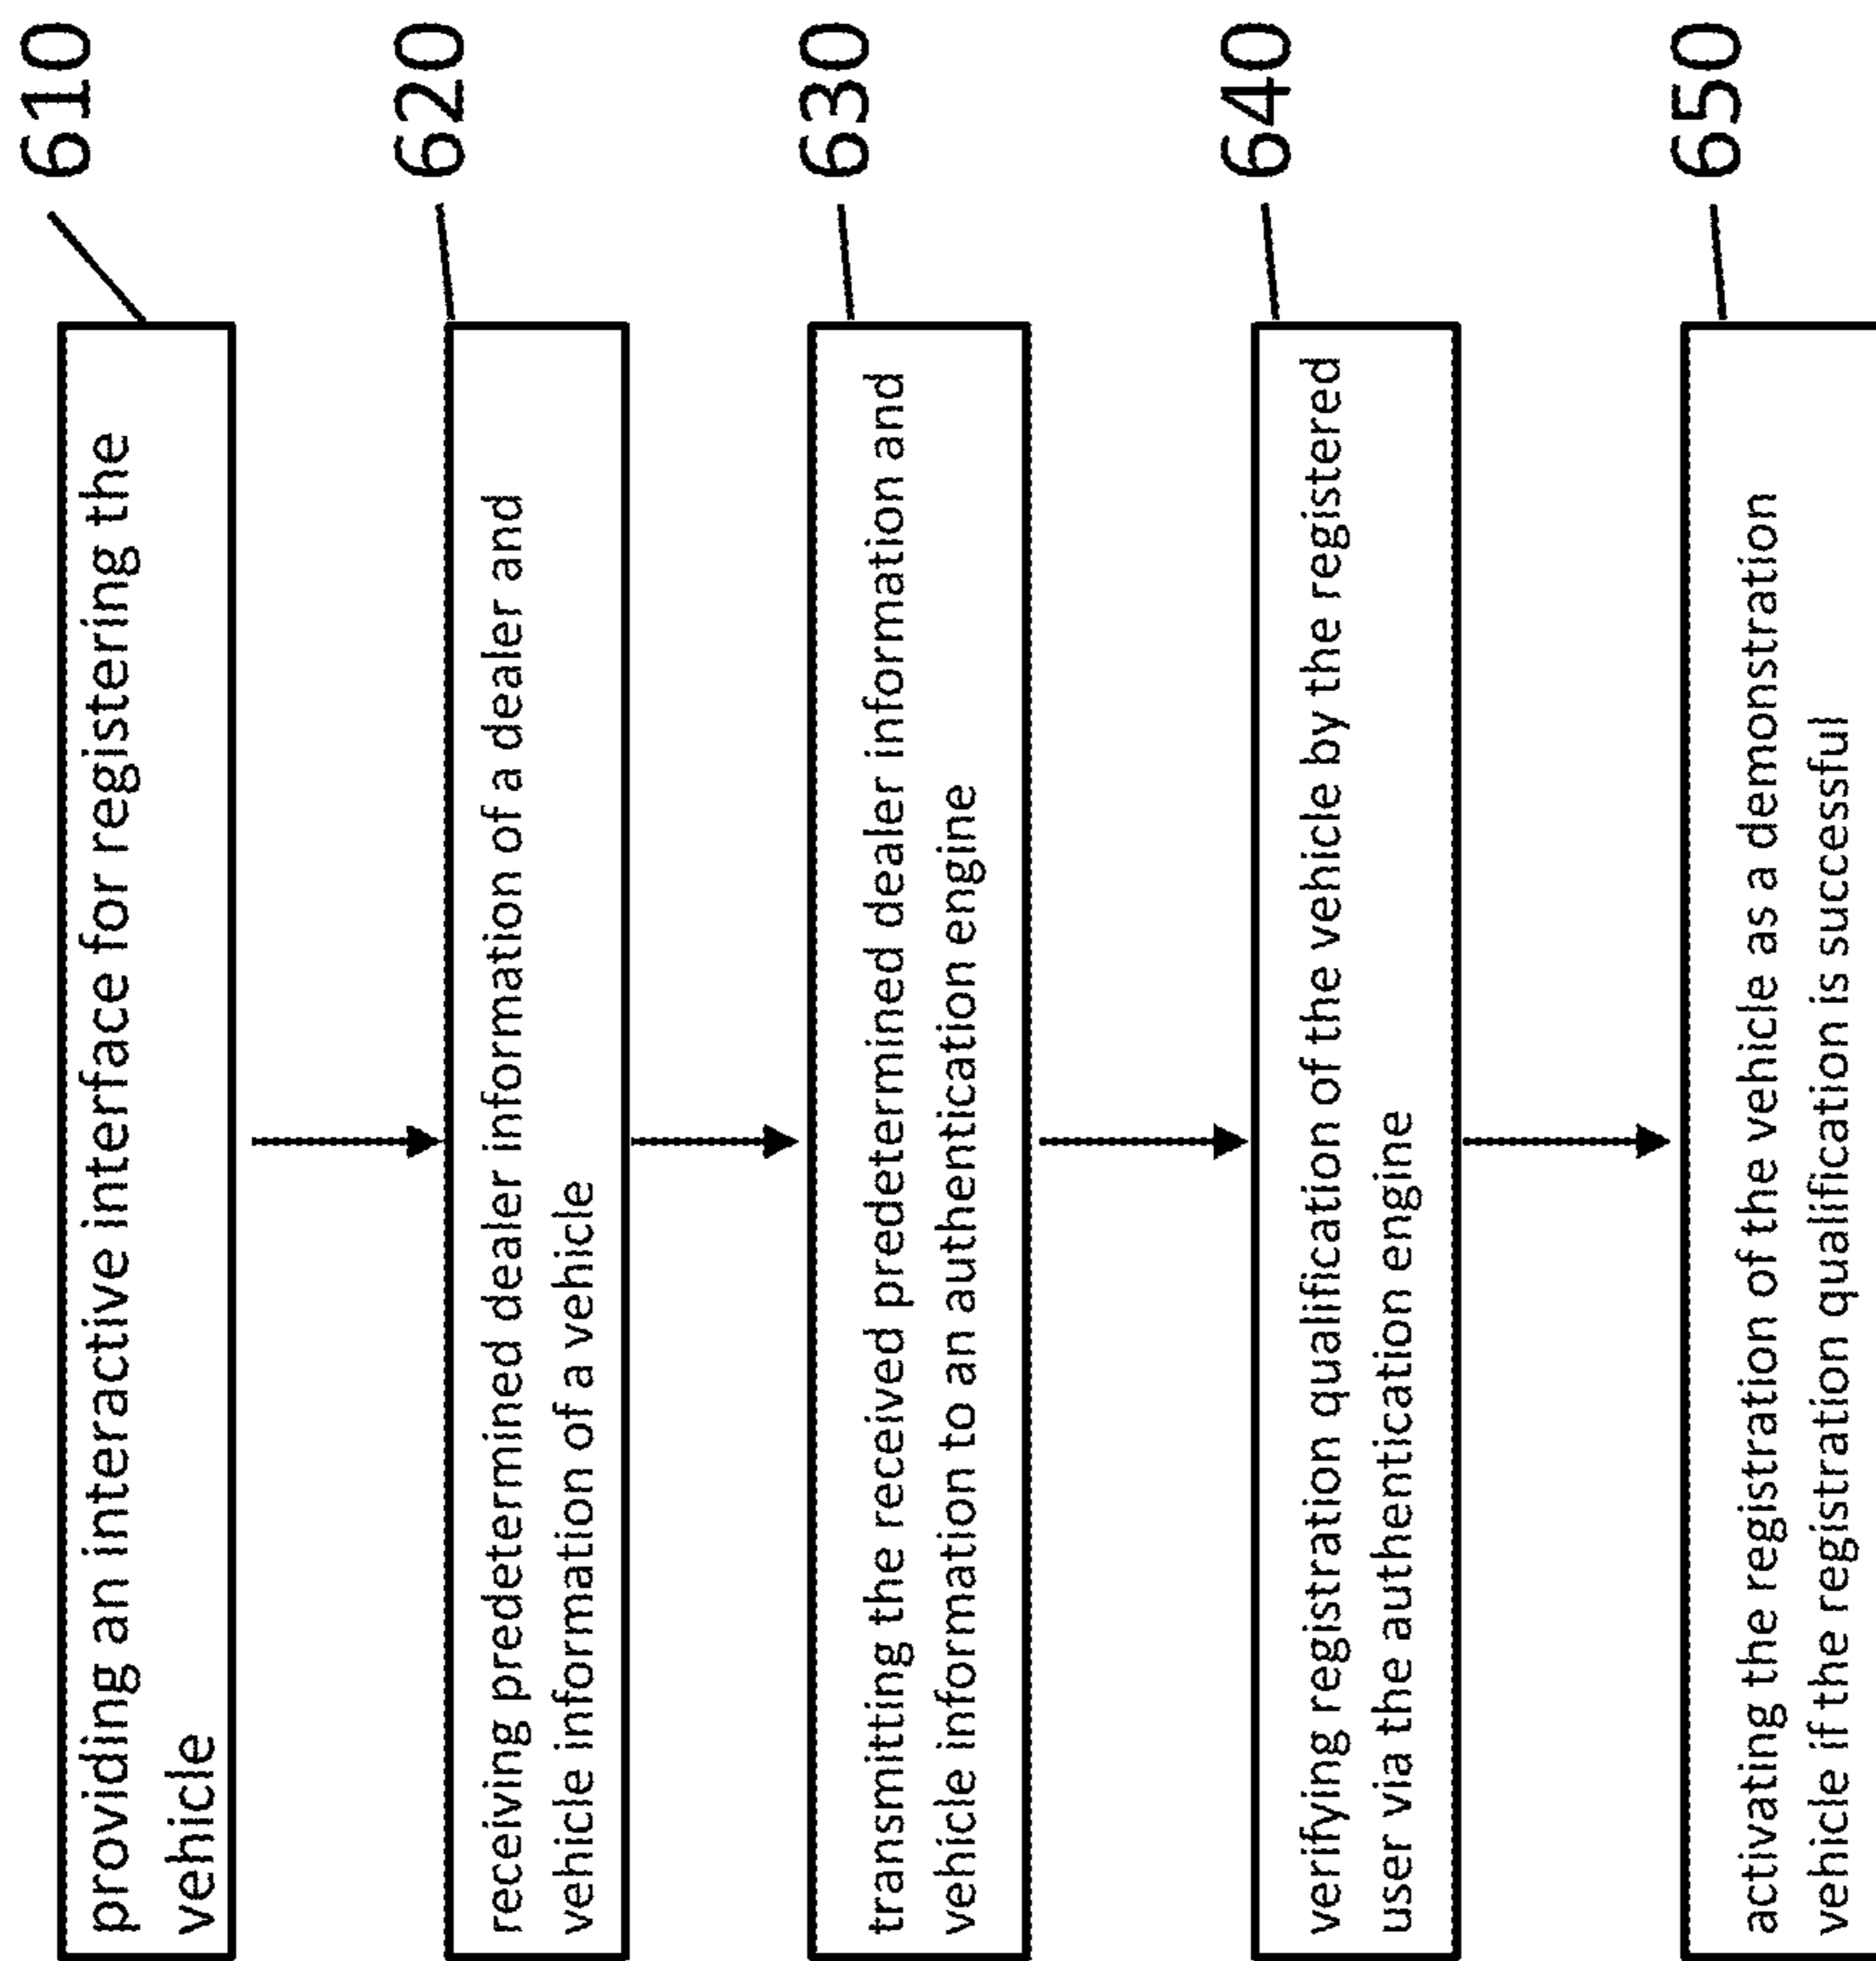 providing an interactive interface for registering the
vehicle
610
receiving predetermined dealer information of a dealer and
vehicle information of a vehicle
620
transmitting the received predetermined dealer information and
vehicle information to an authentication engine
630
verifying registration qualification of the vehicle by the registered
user via the authentication engine
640
activating the registration of the vehicle as a demonstration
vehicle if the registration qualification is successful
650